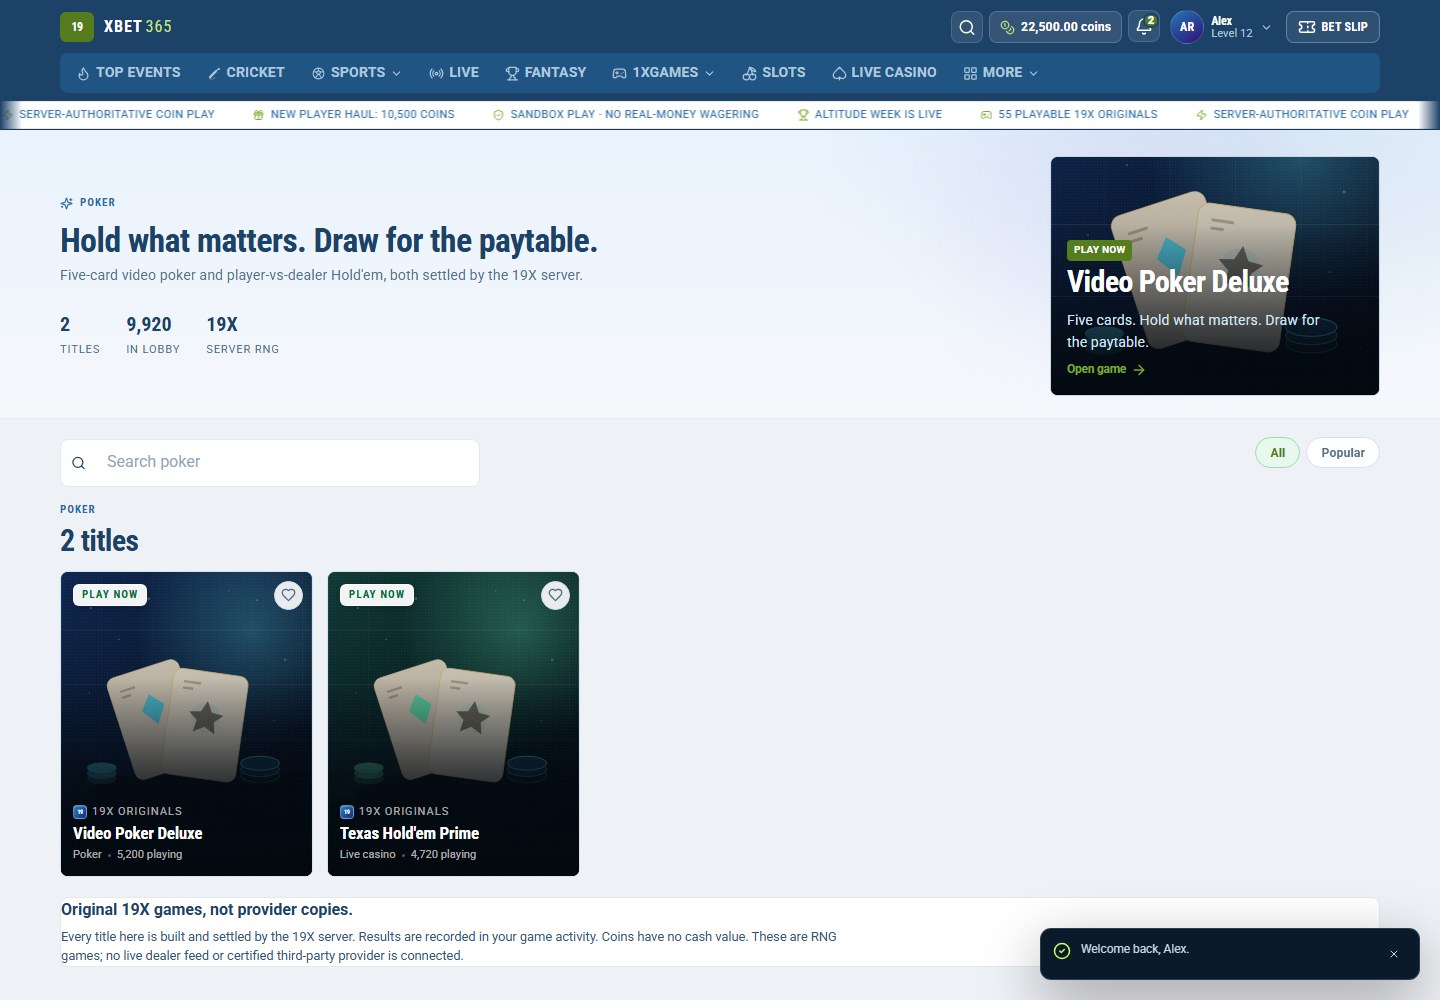 19 XBET 365
22,500.00 coins
2
AR
Alex
Level 12
BET SLIP
TOP EVENTS
CRICKET
SPORTS
LIVE
FANTASY
1XGAMES
SLOTS
LIVE CASINO
MORE
SERVER-AUTHORITATIVE COIN PLAY
NEW PLAYER HAUL: 10,500 COINS
SANDBOX PLAY · NO REAL-MONEY WAGERING
ALTITUDE WEEK IS LIVE
55 PLAYABLE 19X ORIGINALS
SERVER-AUTHORITATIVE COIN PLAY
POKER
Hold what matters. Draw for the paytable.
Five-card video poker and player-vs-dealer Hold'em, both settled by the 19X server.
2
TITLES
9,920
IN LOBBY
19X
SERVER RNG
PLAY NOW
Video Poker Deluxe
Five cards. Hold what matters. Draw for
the paytable.
Open game
Search poker
All
Popular
POKER
2 titles
PLAY NOW
19 19X ORIGINALS
Video Poker Deluxe
Poker • 5,200 playing
PLAY NOW
19 19X ORIGINALS
Texas Hold'em Prime
Live casino • 4,720 playing
Original 19X games, not provider copies.
Every title here is built and settled by the 19X server. Results are recorded in your game activity. Coins have no cash value. These are RNG
games; no live dealer feed or certified third-party provider is connected.
Welcome back, Alex.